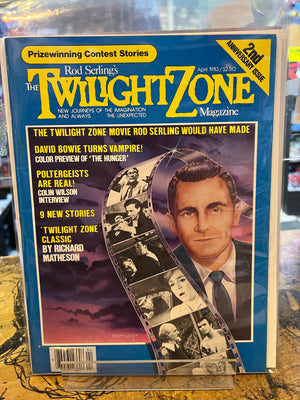 Prizewinning Contest Stories
2nd
ANNIVERSARY ISSUE
Rod Serling's
April 1983/$2.50
THE TWILIGHT ZONE
NEW JOURNEYS OF THE IMAGINATION
AND ALWAYS THE UNEXPECTED
Magazine
THE TWILIGHT ZONE MOVIE ROD SERLING WOULD HAVE MADE
DAVID BOWIE TURNS VAMPIRE!
COLOR PREVIEW OF 'THE HUNGER'
POLTERGEISTS
ARE REAL!
COLIN WILSON
INTERVIEW
9 NEW STORIES
'TWILIGHT ZONE'
CLASSIC
BY RICHARD
MATHESON